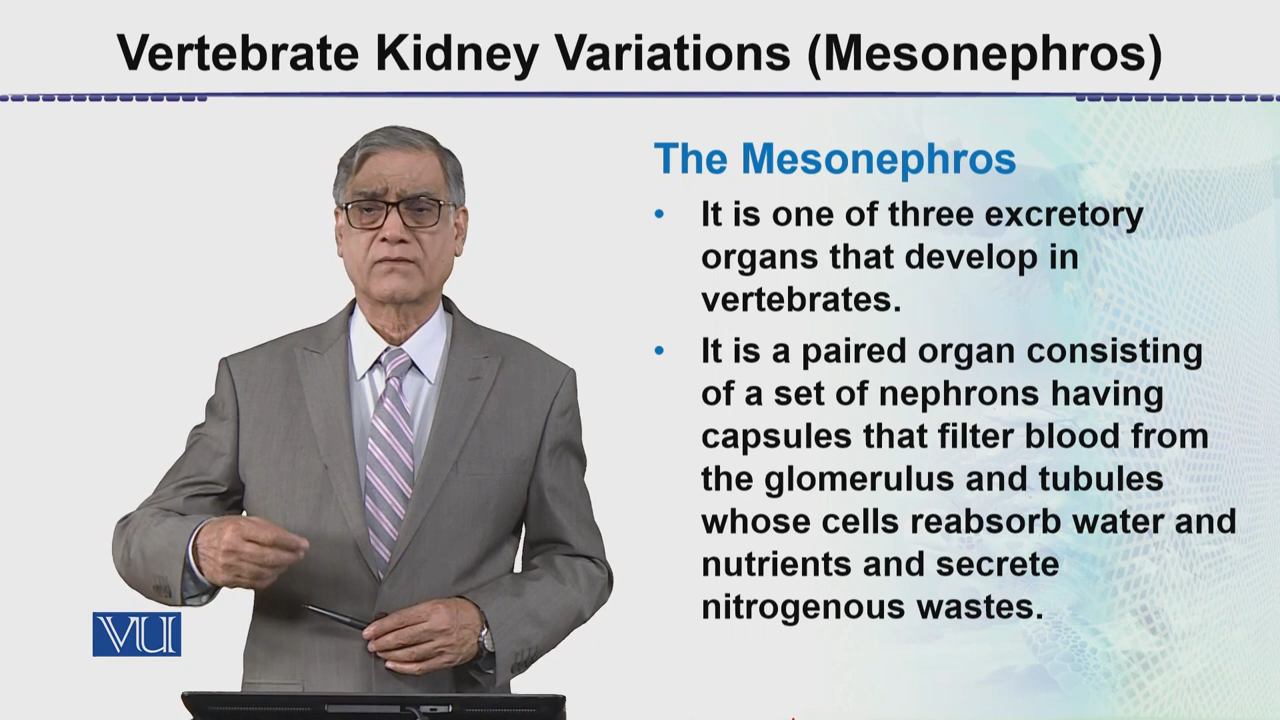 Vertebrate Kidney Variations (Mesonephros)
The Mesonephros
• It is one of three excretory
organs that develop in
vertebrates.
• It is a paired organ consisting
of a set of nephrons having
capsules that filter blood from
the glomerulus and tubules
whose cells reabsorb water and
nutrients and secrete
nitrogenous wastes.
VU